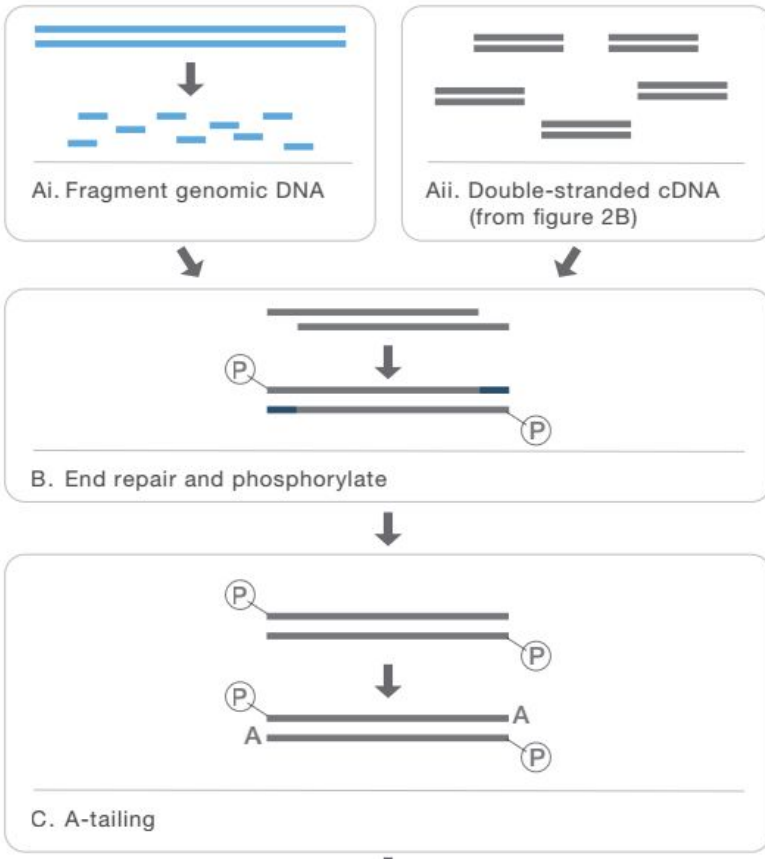 Ai. Fragment genomic DNA
Aii. Double-stranded cDNA
(from figure 2B)
P
P
B. End repair and phosphorylate
P
P
P
A
A
P
C. A-tailing